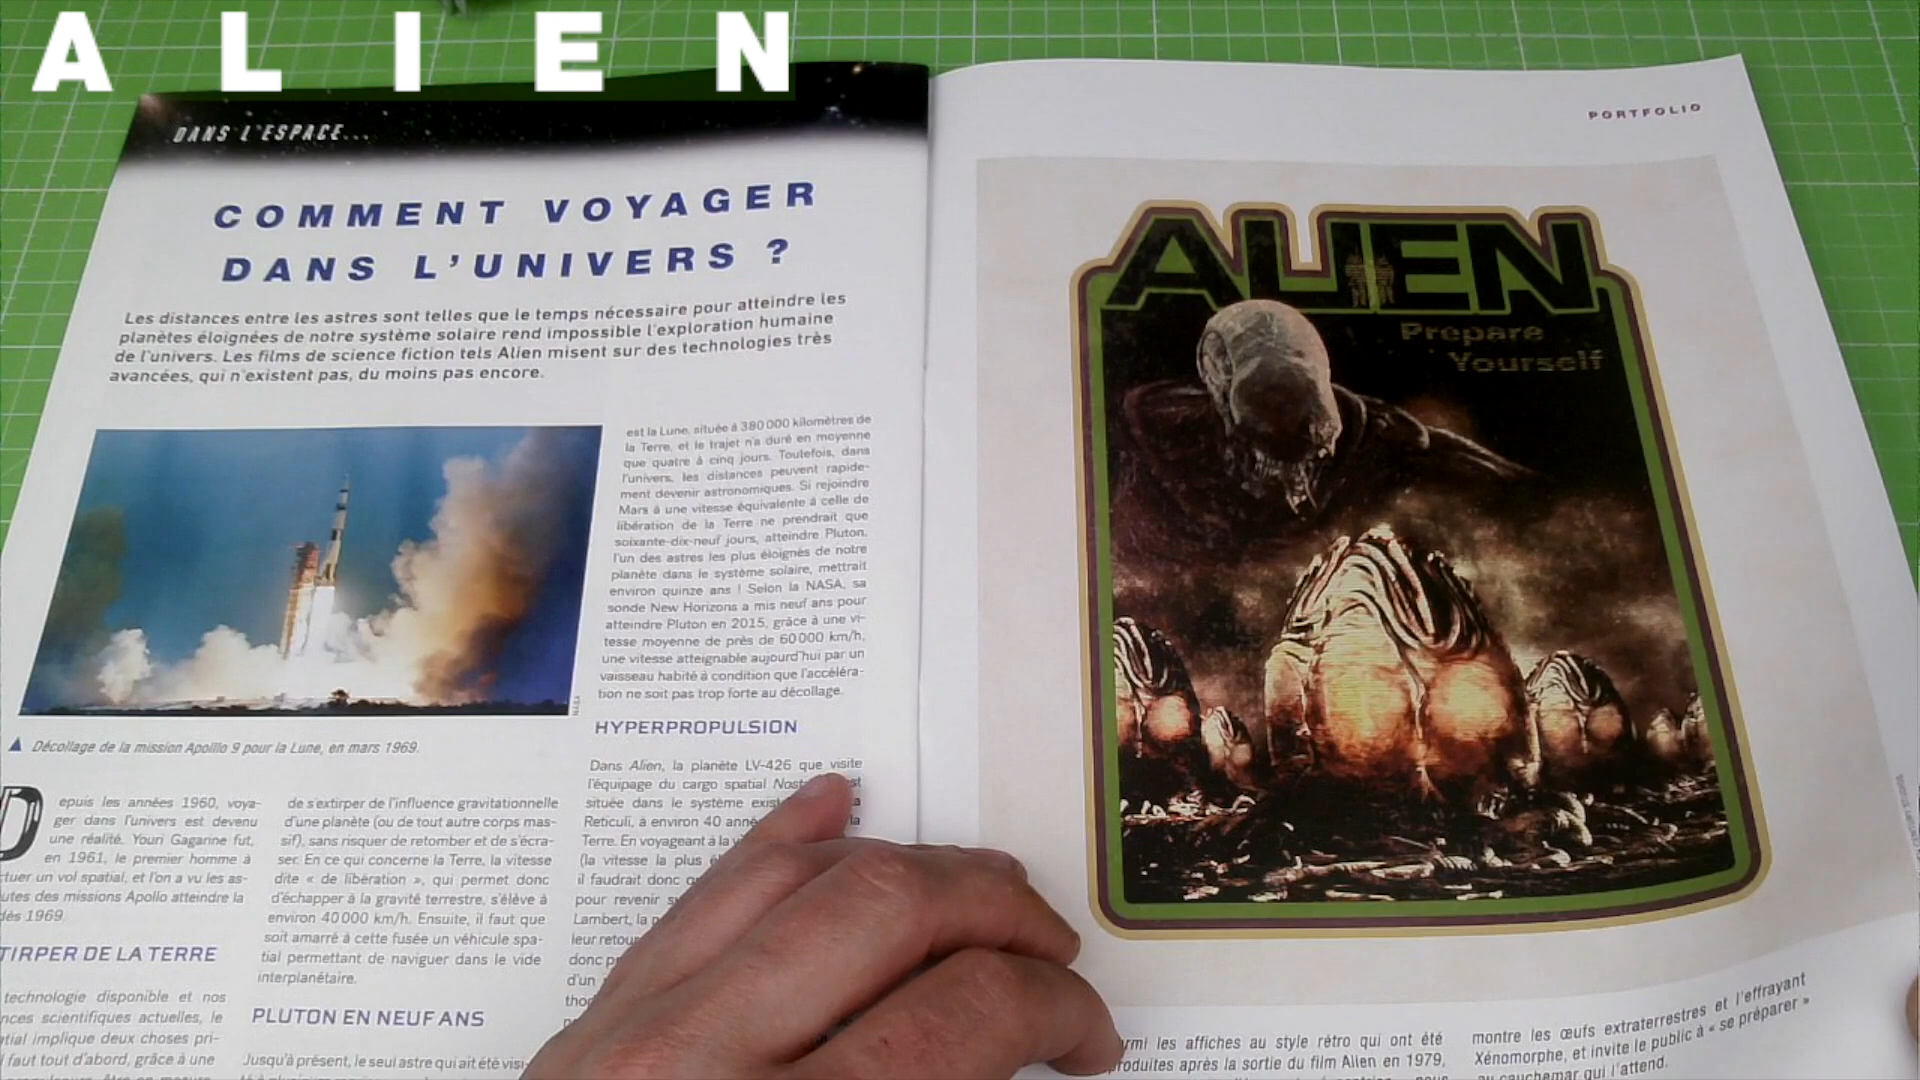 A L I E N
DANS L'ESPACE...
COMMENT VOYAGER
DANS L'UNIVERS ?
Les distances entre les astres sont telles que le temps nécessaire pour atteindre les
planètes éloignées de notre système solaire rend impossible l'exploration humaine
de l'univers. Les films de science fiction tels Alien misent sur des technologies très
avancées, qui n'existent pas, du moins pas encore.
Décollage de la mission Apolllo 9 pour la Lune, en mars 1969.
epuis les années 1960, voya-
ger dans l'univers est devenu
une réalité. Youri Gagarine fut,
en 1961, le premier homme à
un vol spatial, et l'on a vu les as-
des missions Apollo atteindre la
1969.
DE LA TERRE
technologie disponible et nos
scientifiques actuelles, le
implique deux choses pri-
faut tout d'abord, grâce à une
de s'extirper de l'influence gravitationnelle
d'une planète (ou de tout autre corps mas-
sif), sans risquer de retomber et de s'écra-
ser. En ce qui concerne la Terre, la vitesse
dite « de libération », qui permet donc
d'échapper à la gravité terrestre, s'élève à
environ 40 000 km/h. Ensuite, il faut que
soit amarré à cette fusée un véhicule spa-
tial permettant de naviguer dans le vide
interplanétaire.
PLUTON EN NEUF ANS
Jusqu'à présent, le seul astre qui ait été visi-
est la Lune, située à 380 000 kilomètres de
la Terre, et le trajet n'a duré en moyenne
que quatre à cinq jours. Toutefois, dans
l'univers, les distances peuvent rapide-
ment devenir astronomiques. Si rejoindre
Mars à une vitesse équivalente à celle de
libération de la Terre ne prendrait que
soixante-dix-neuf jours, atteindre Pluton,
l'un des astres les plus éloignés de notre
planète dans le système solaire, mettrait
environ quinze ans ! Selon la NASA, sa
sonde New Horizons a mis neuf ans pour
atteindre Pluton en 2015, grâce à une vi-
tesse moyenne de près de 60 000 km/h,
une vitesse atteignable aujourd'hui par un
vaisseau habité à condition que l'accéléra-
tion ne soit pas trop forte au décollage.
HYPERPROPULSION
Dans Alien, la planète LV-426 que visite
l'équipage du cargo spatial
située dans le système
Reticuli, à environ 40 la
Terre. En voyageant à la
(la vitesse la plus
il faudrait donc
pour revenir
Lambert, la
leur retour
donc
d'un
PORTFOLIO
ALIEN
Prepare
Yourself
les affiches au style rétro qui ont été
après la sortie du film Alien en 1979,
montre les œufs extraterrestres et l'effrayant
Xénomorphe, et invite le public à « se préparer »
au cauchemar qui l'attend.